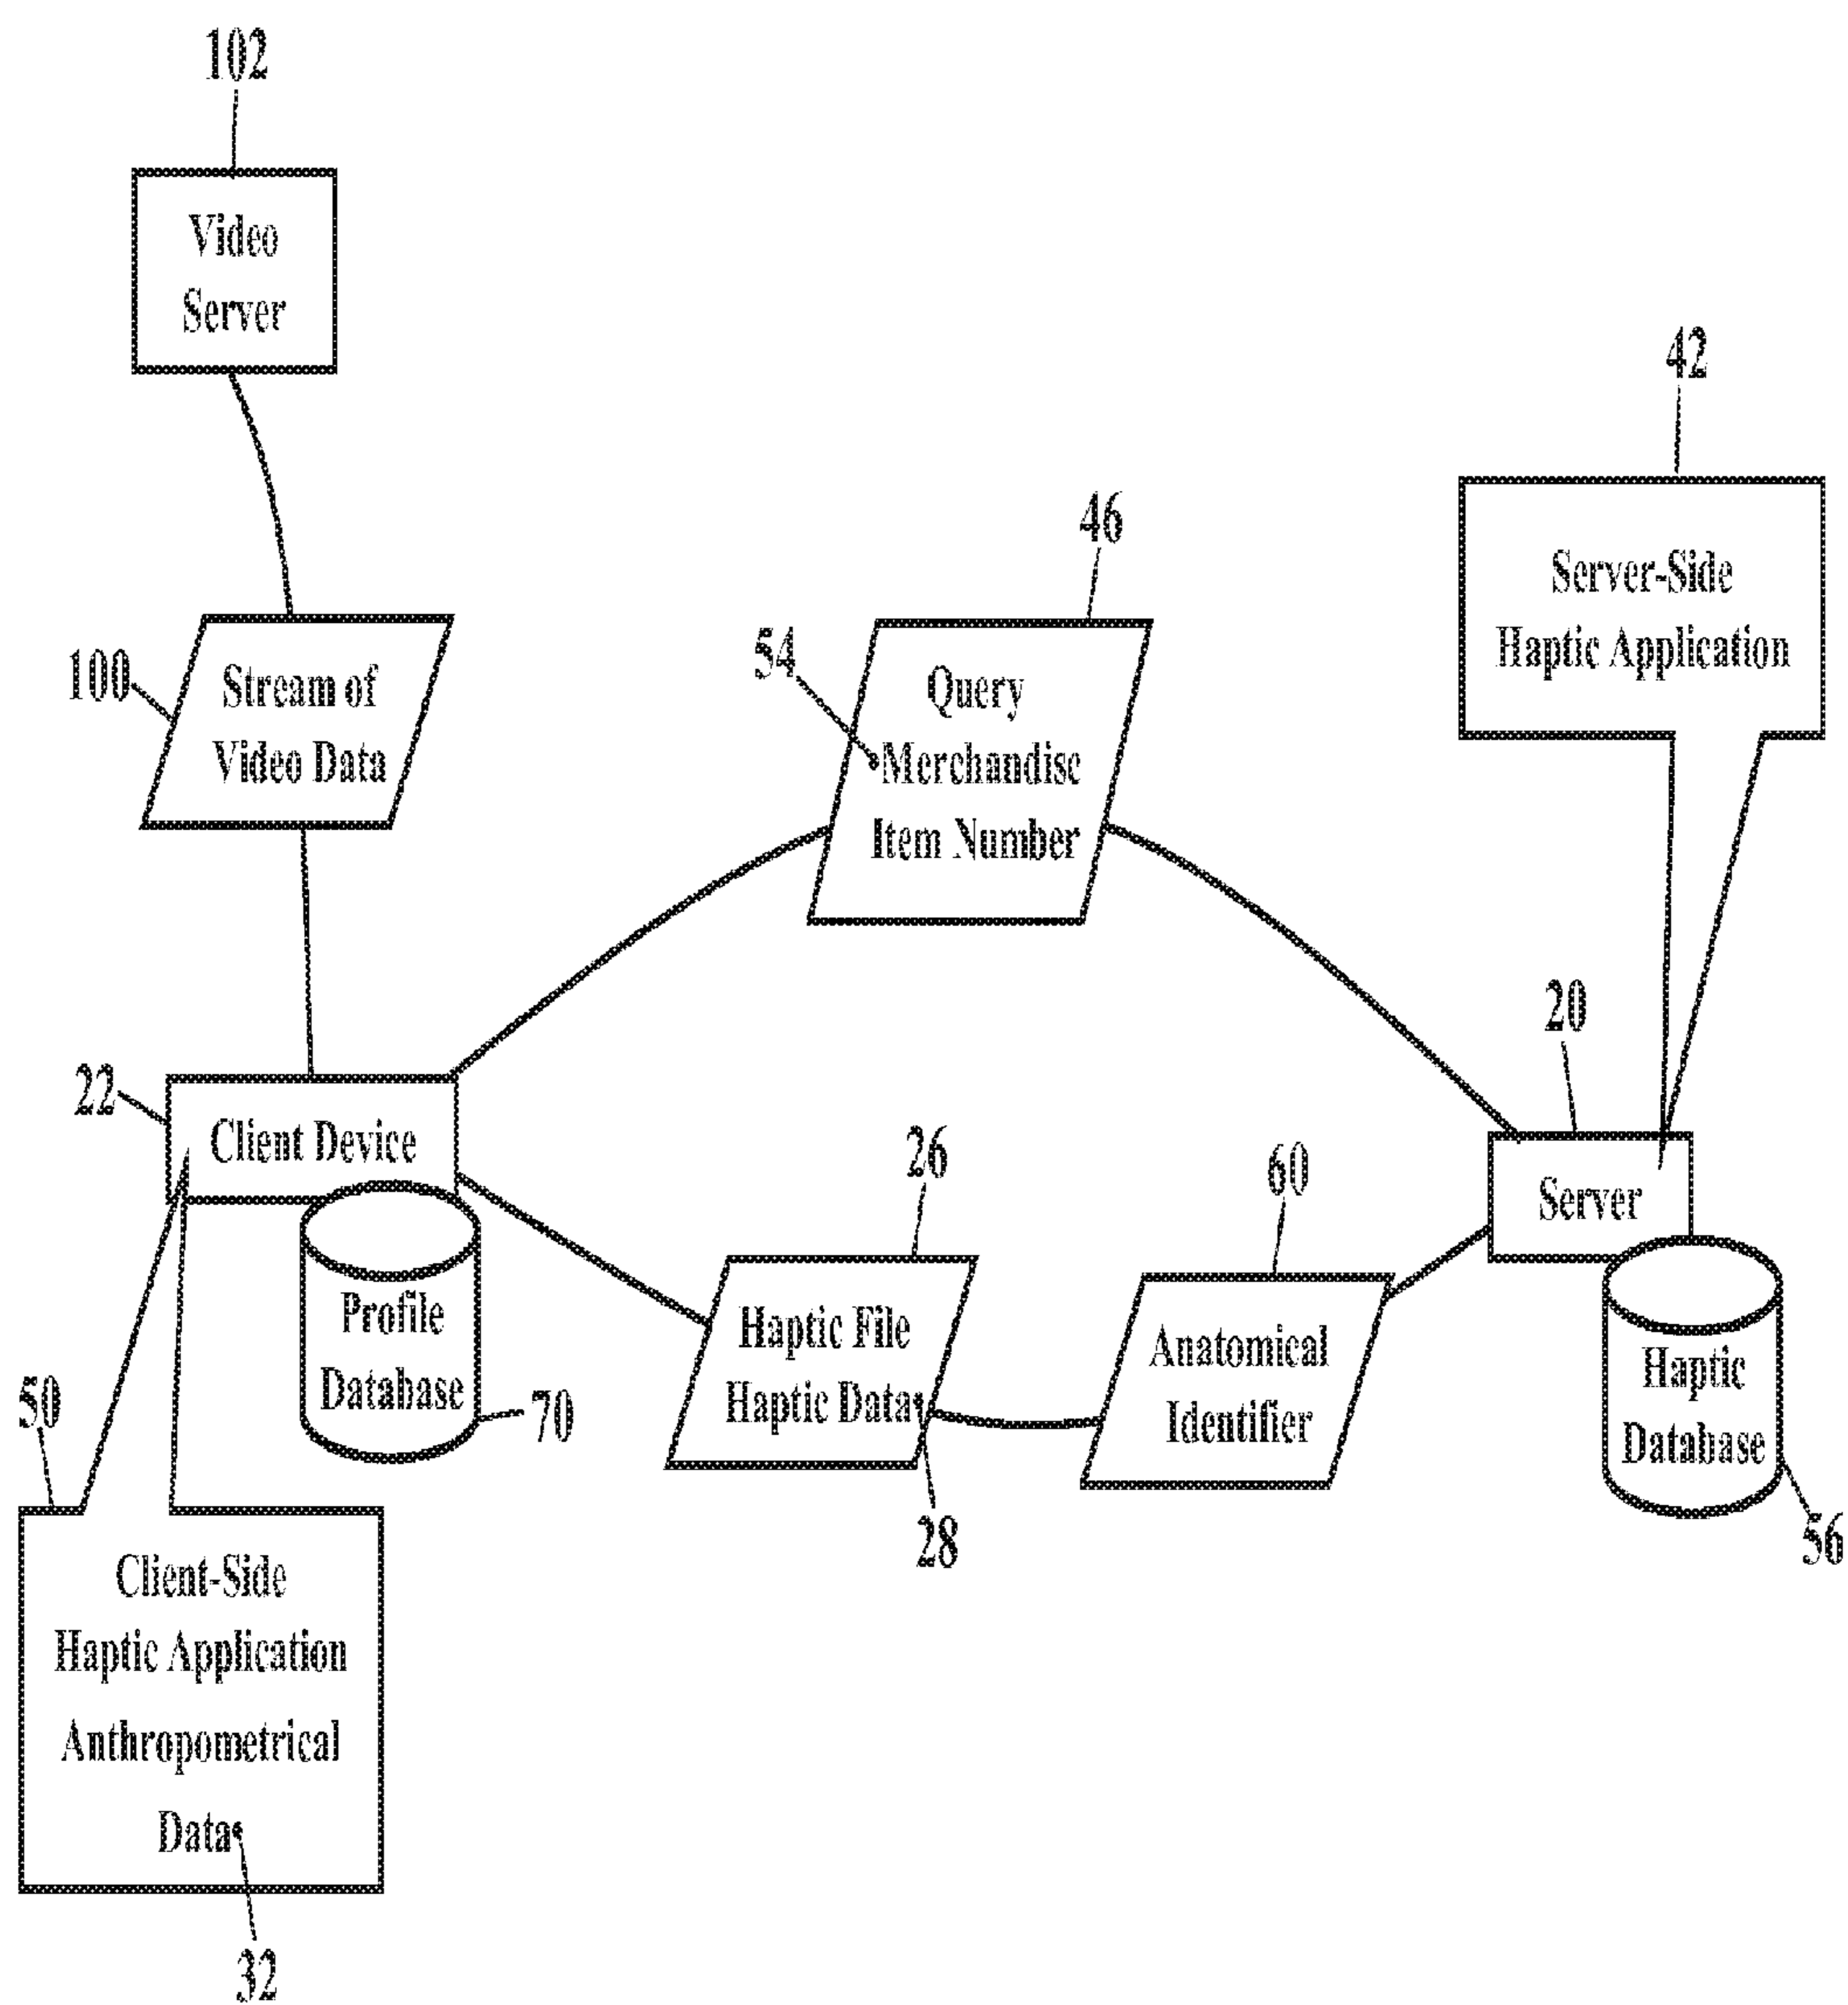 102
Video
Server
42
46
Server-Side
Haptic Application
54
Query
Merchandise
Item Number
100
Stream of
Video Data
20
22
Client Device
26
60
Server
Profile
Database
70
Haptic File
Haptic Data
28
Anatomical
Identifier
Haptic
Database
56
50
Client-Side
Haptic Application
Anthropometrical
Data
32